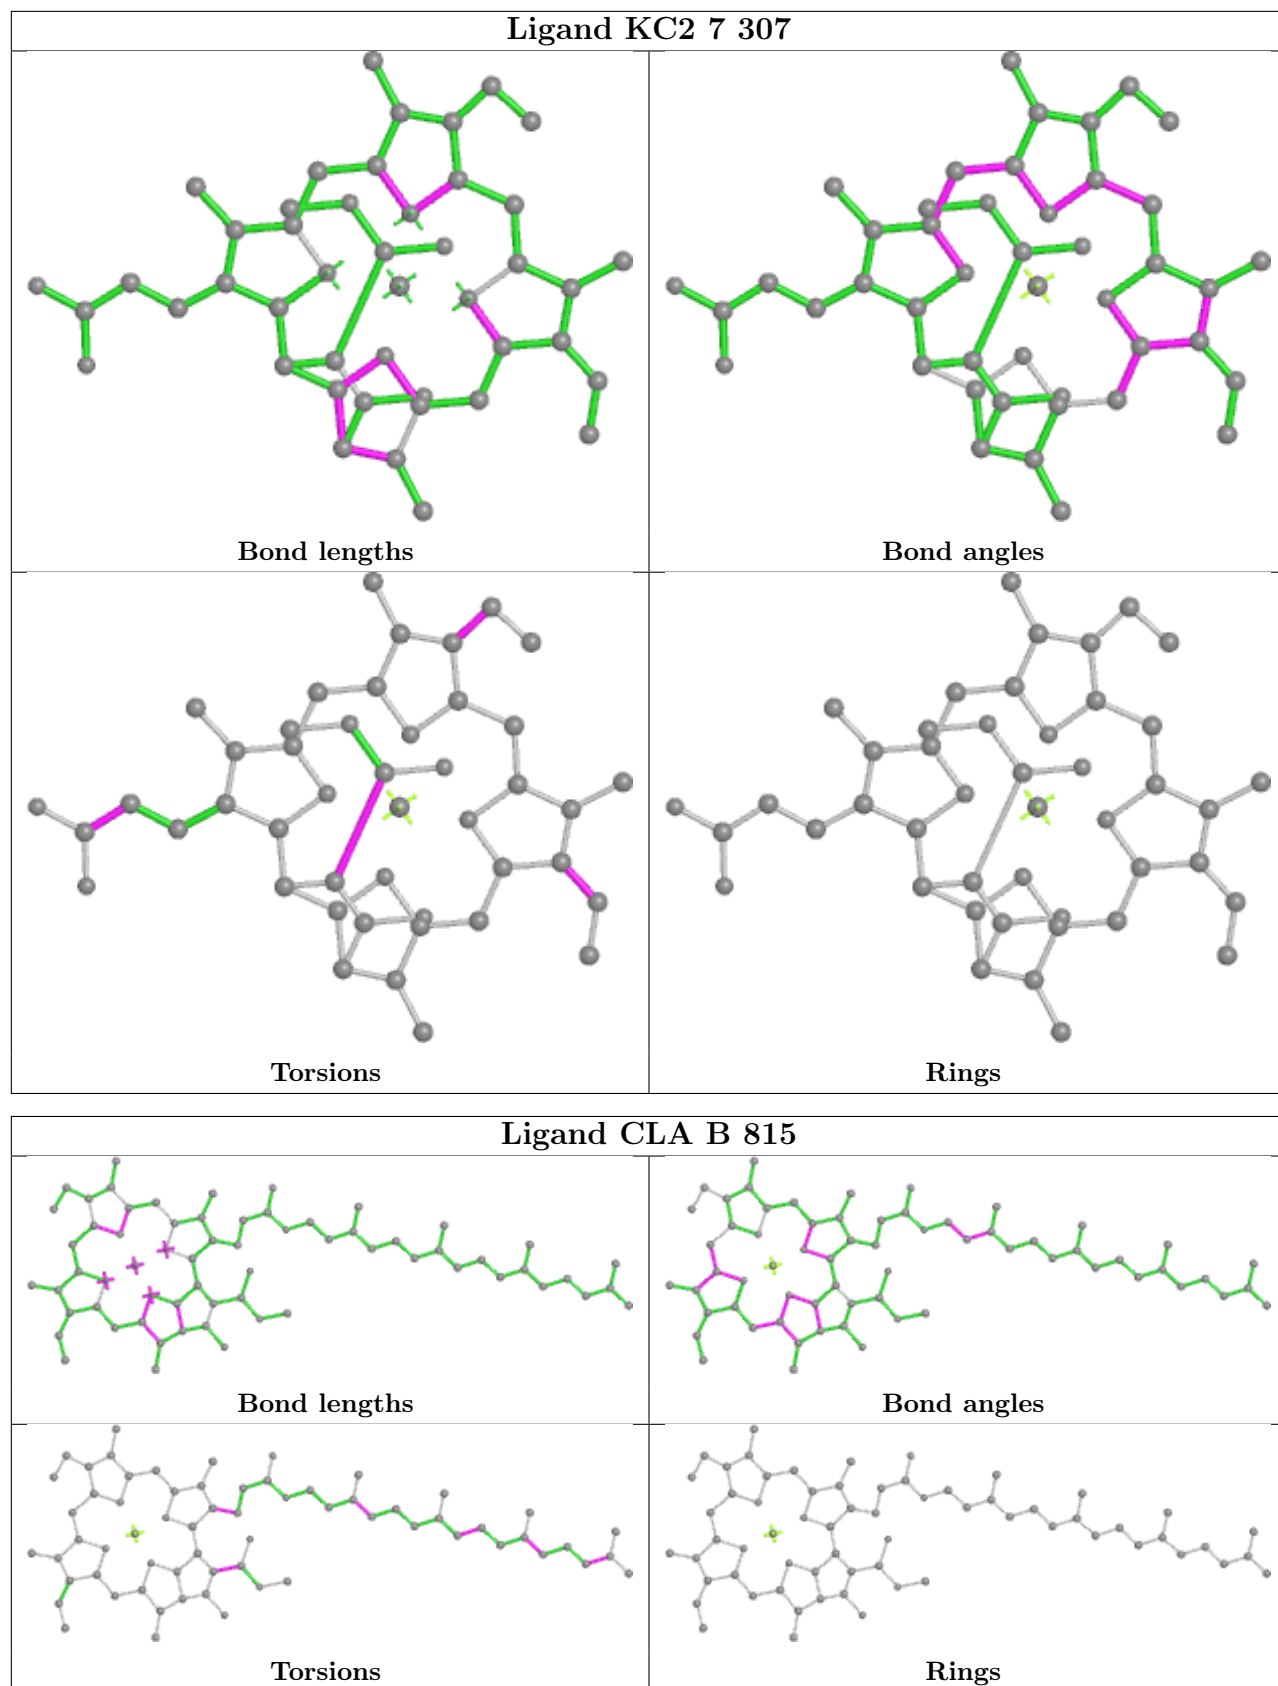 Ligand KC2 7 307
Bond lengths
Bond angles
Torsions
Rings
Ligand CLA B 815
Bond lengths
Bond angles
Torsions
Rings